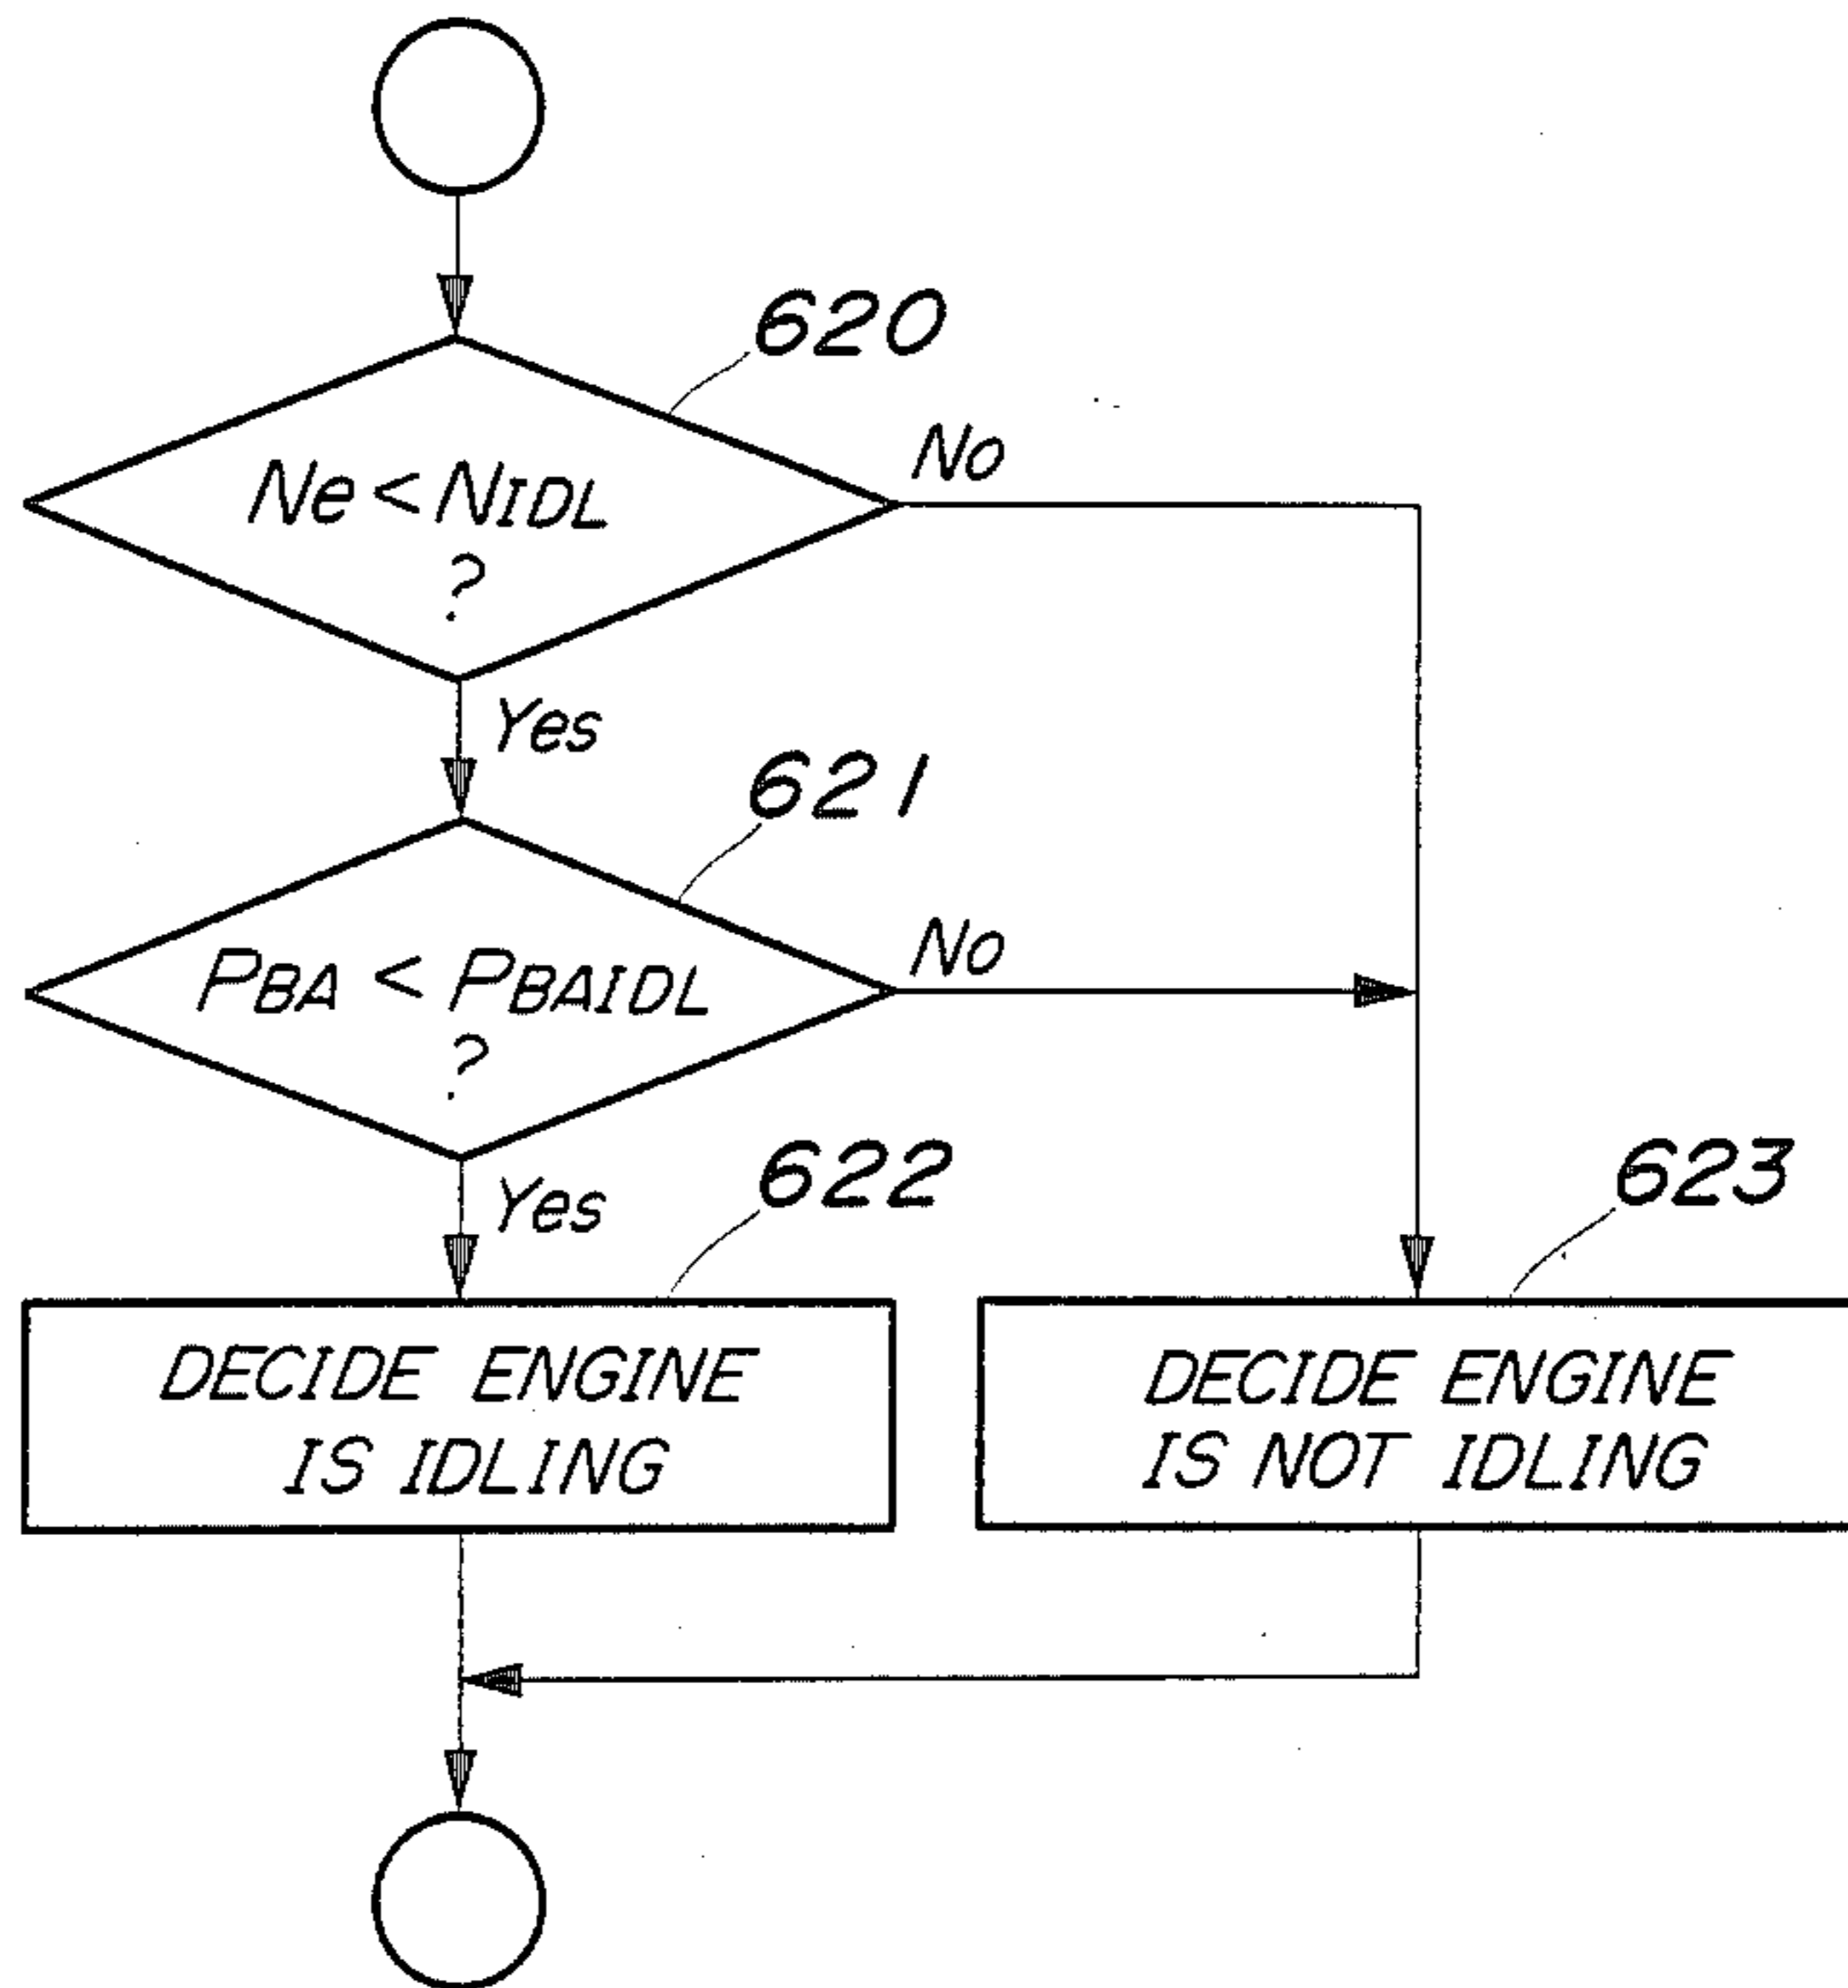 620
Ne < NIDL
?
No
Yes
621
PBA < PBAIDL
?
No
Yes
622
623
DECIDE ENGINE
IS IDLING
DECIDE ENGINE
IS NOT IDLING